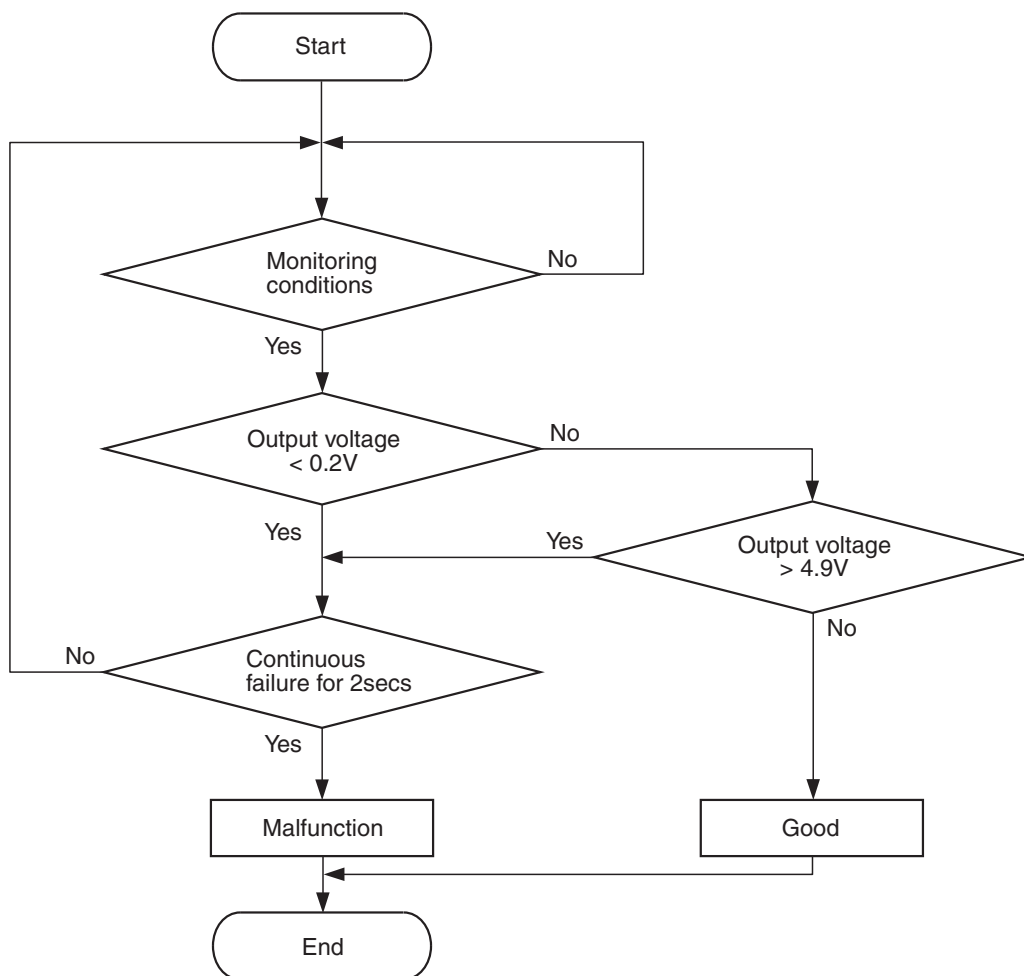 Start
Monitoring
conditions
No
Yes
Output voltage
< 0.2V
No
Yes
Yes
Output voltage
> 4.9V
No
No
Continuous
failure for 2secs
Yes
Malfunction
Good
End